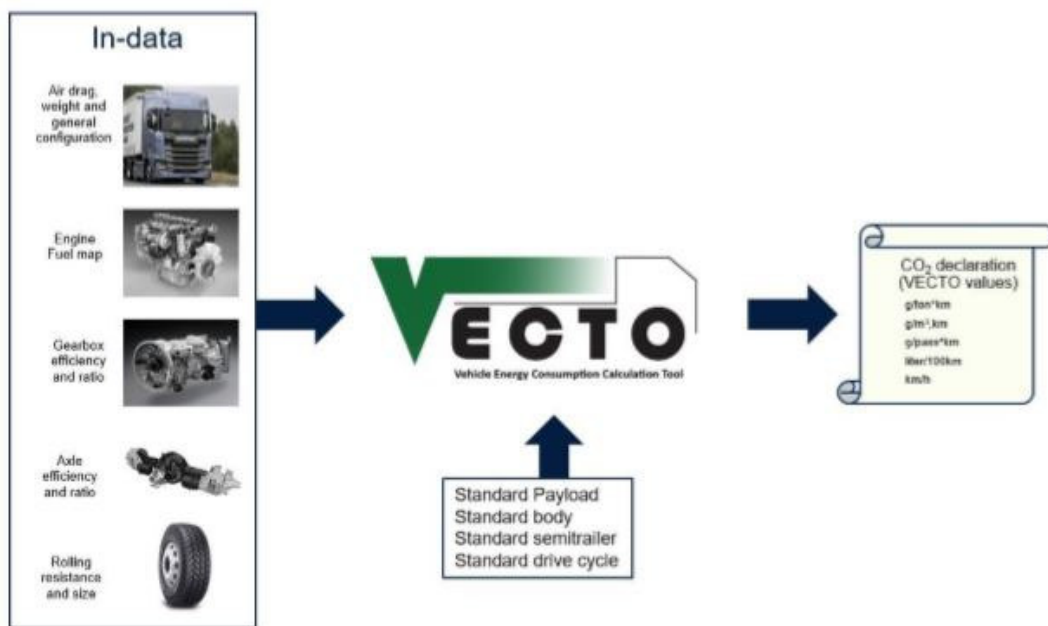 In-data
Air drag,
weight and
general
configuration
Engine
Fuel map
Gearbox
efficiency
and ratio
Axle
efficiency
and ratio
Rolling
resistance
and size
VECTO
Vehicle Energy Consumption Calculation Tool
Standard Payload
Standard body
Standard semitrailer
Standard drive cycle
CO₂ declaration
(VECTO values)
g/ton*km
g/m³,km
g/pass*km
liter/100km
km/h